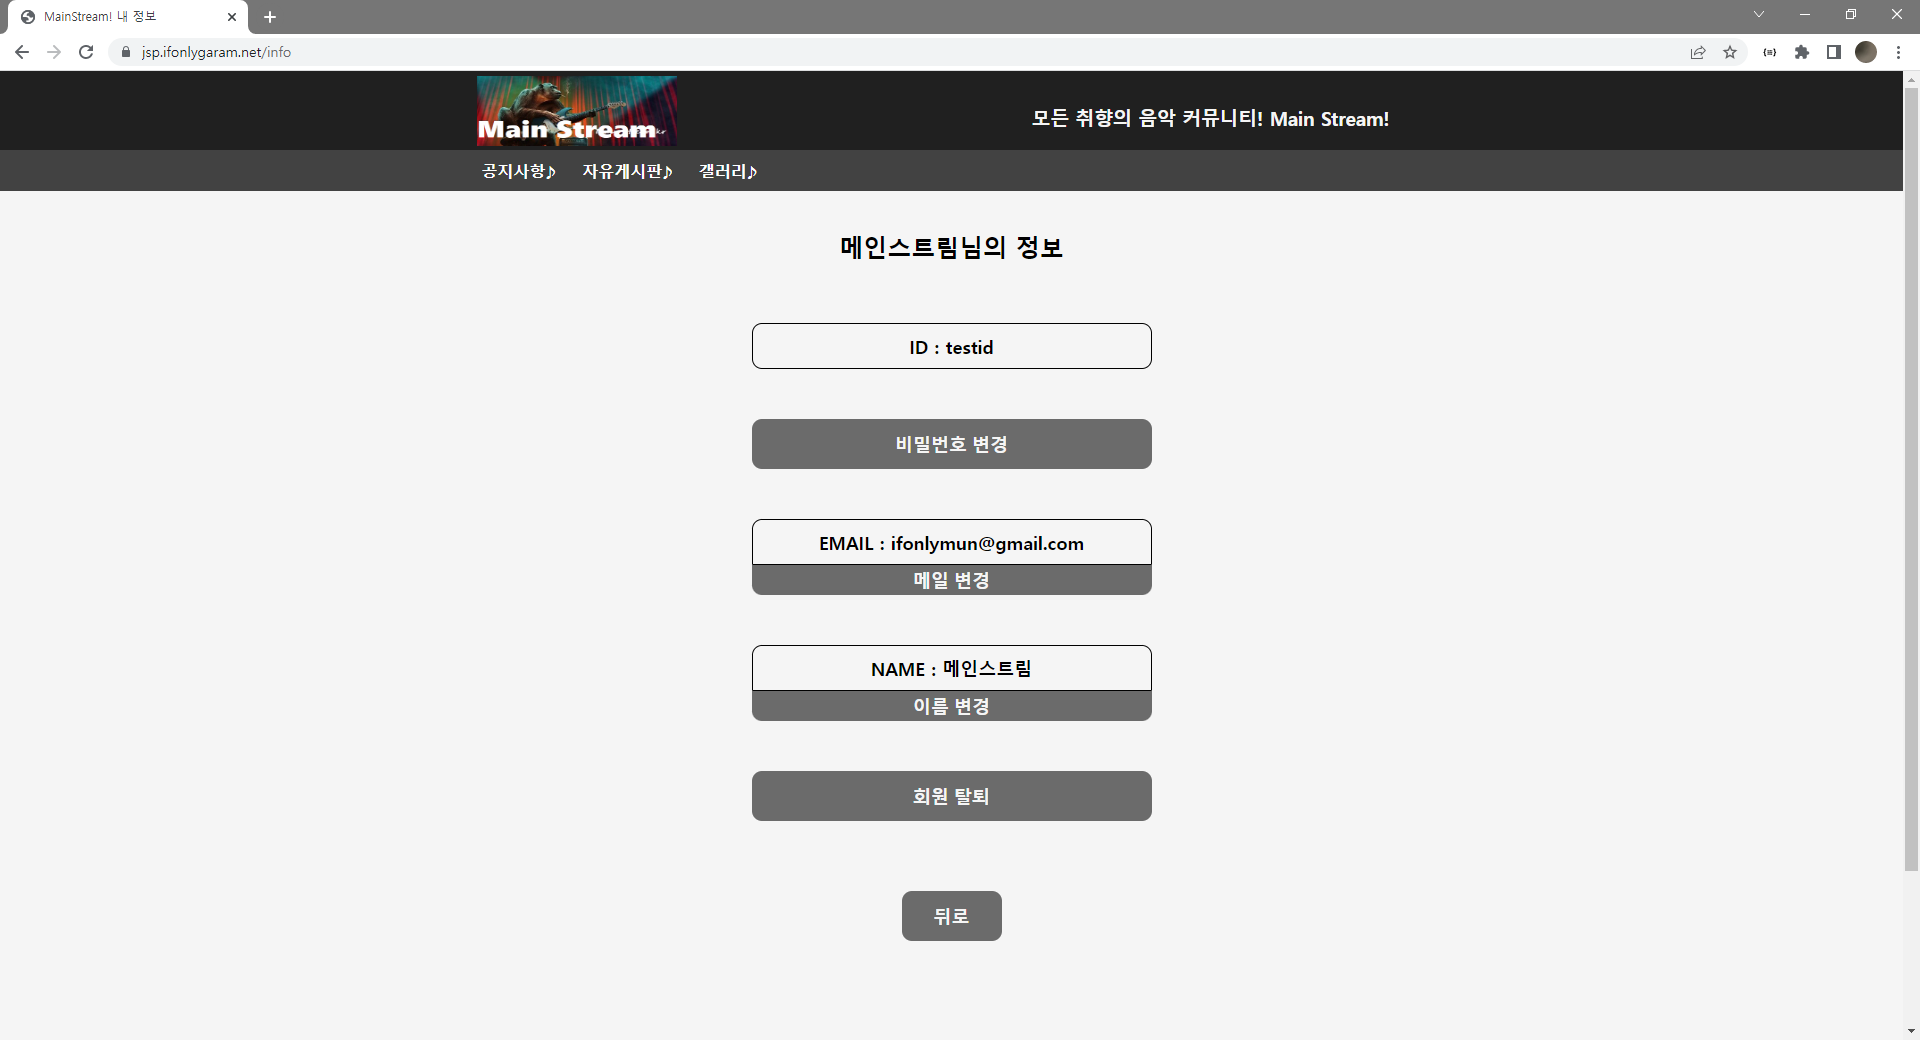 MainStream! 내 정보
jsp.ifonlygaram.net/info
Main Stream
모든 취향의 음악 커뮤니티! Main Stream!
공지사항♪ 자유게시판♪ 갤러리♪
메인스트림님의 정보
ID : testid
비밀번호 변경
EMAIL : ifonlymun@gmail.com
메일 변경
NAME : 메인스트림
이름 변경
회원 탈퇴
뒤로